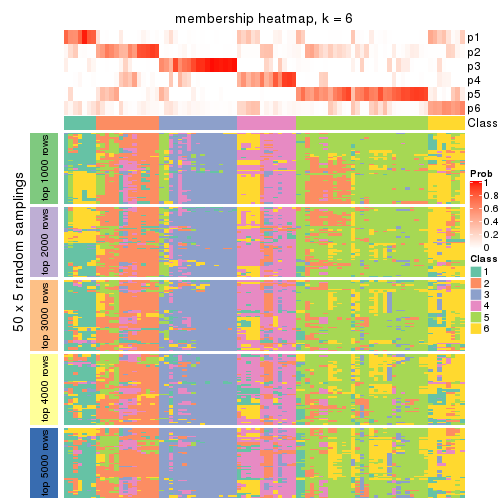 membership heatmap, k = 6
p1
p2
p3
p4
p5
p6
Class
50 x 5 random samplings
top 1000 rows
top 2000 rows
top 3000 rows
top 4000 rows
top 5000 rows
Prob
1
0.8
0.6
0.4
0.2
0
Class
1
2
3
4
5
6